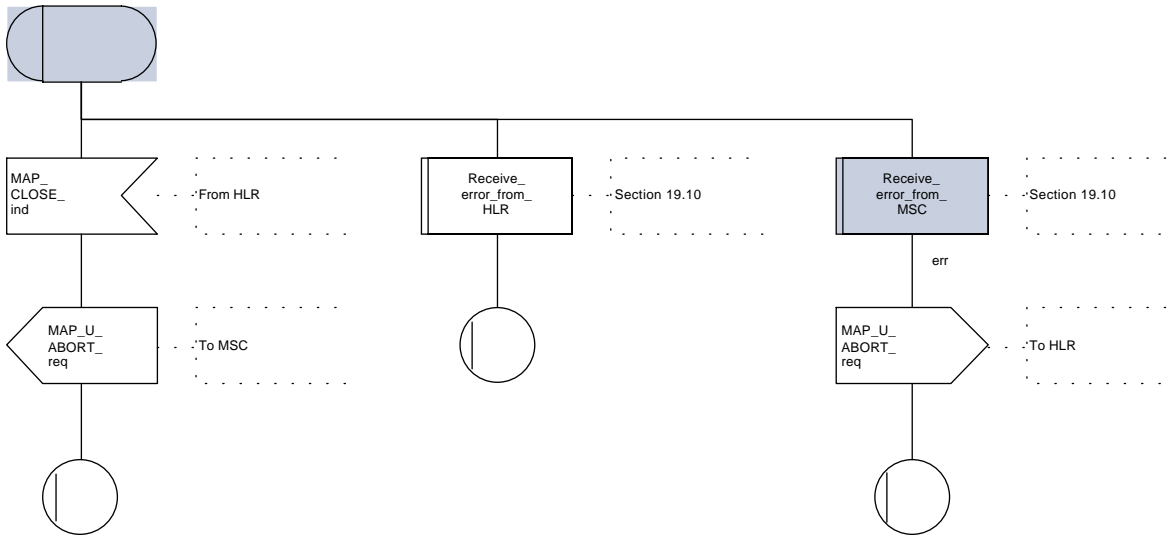 MAP_
CLOSE_
ind
From HLR
Receive_
error_from_
HLR
Section 19.10
Receive_
error_from_
MSC
Section 19.10
err
MAP_U_
ABORT_
req
To MSC
MAP_U_
ABORT_
req
To HLR